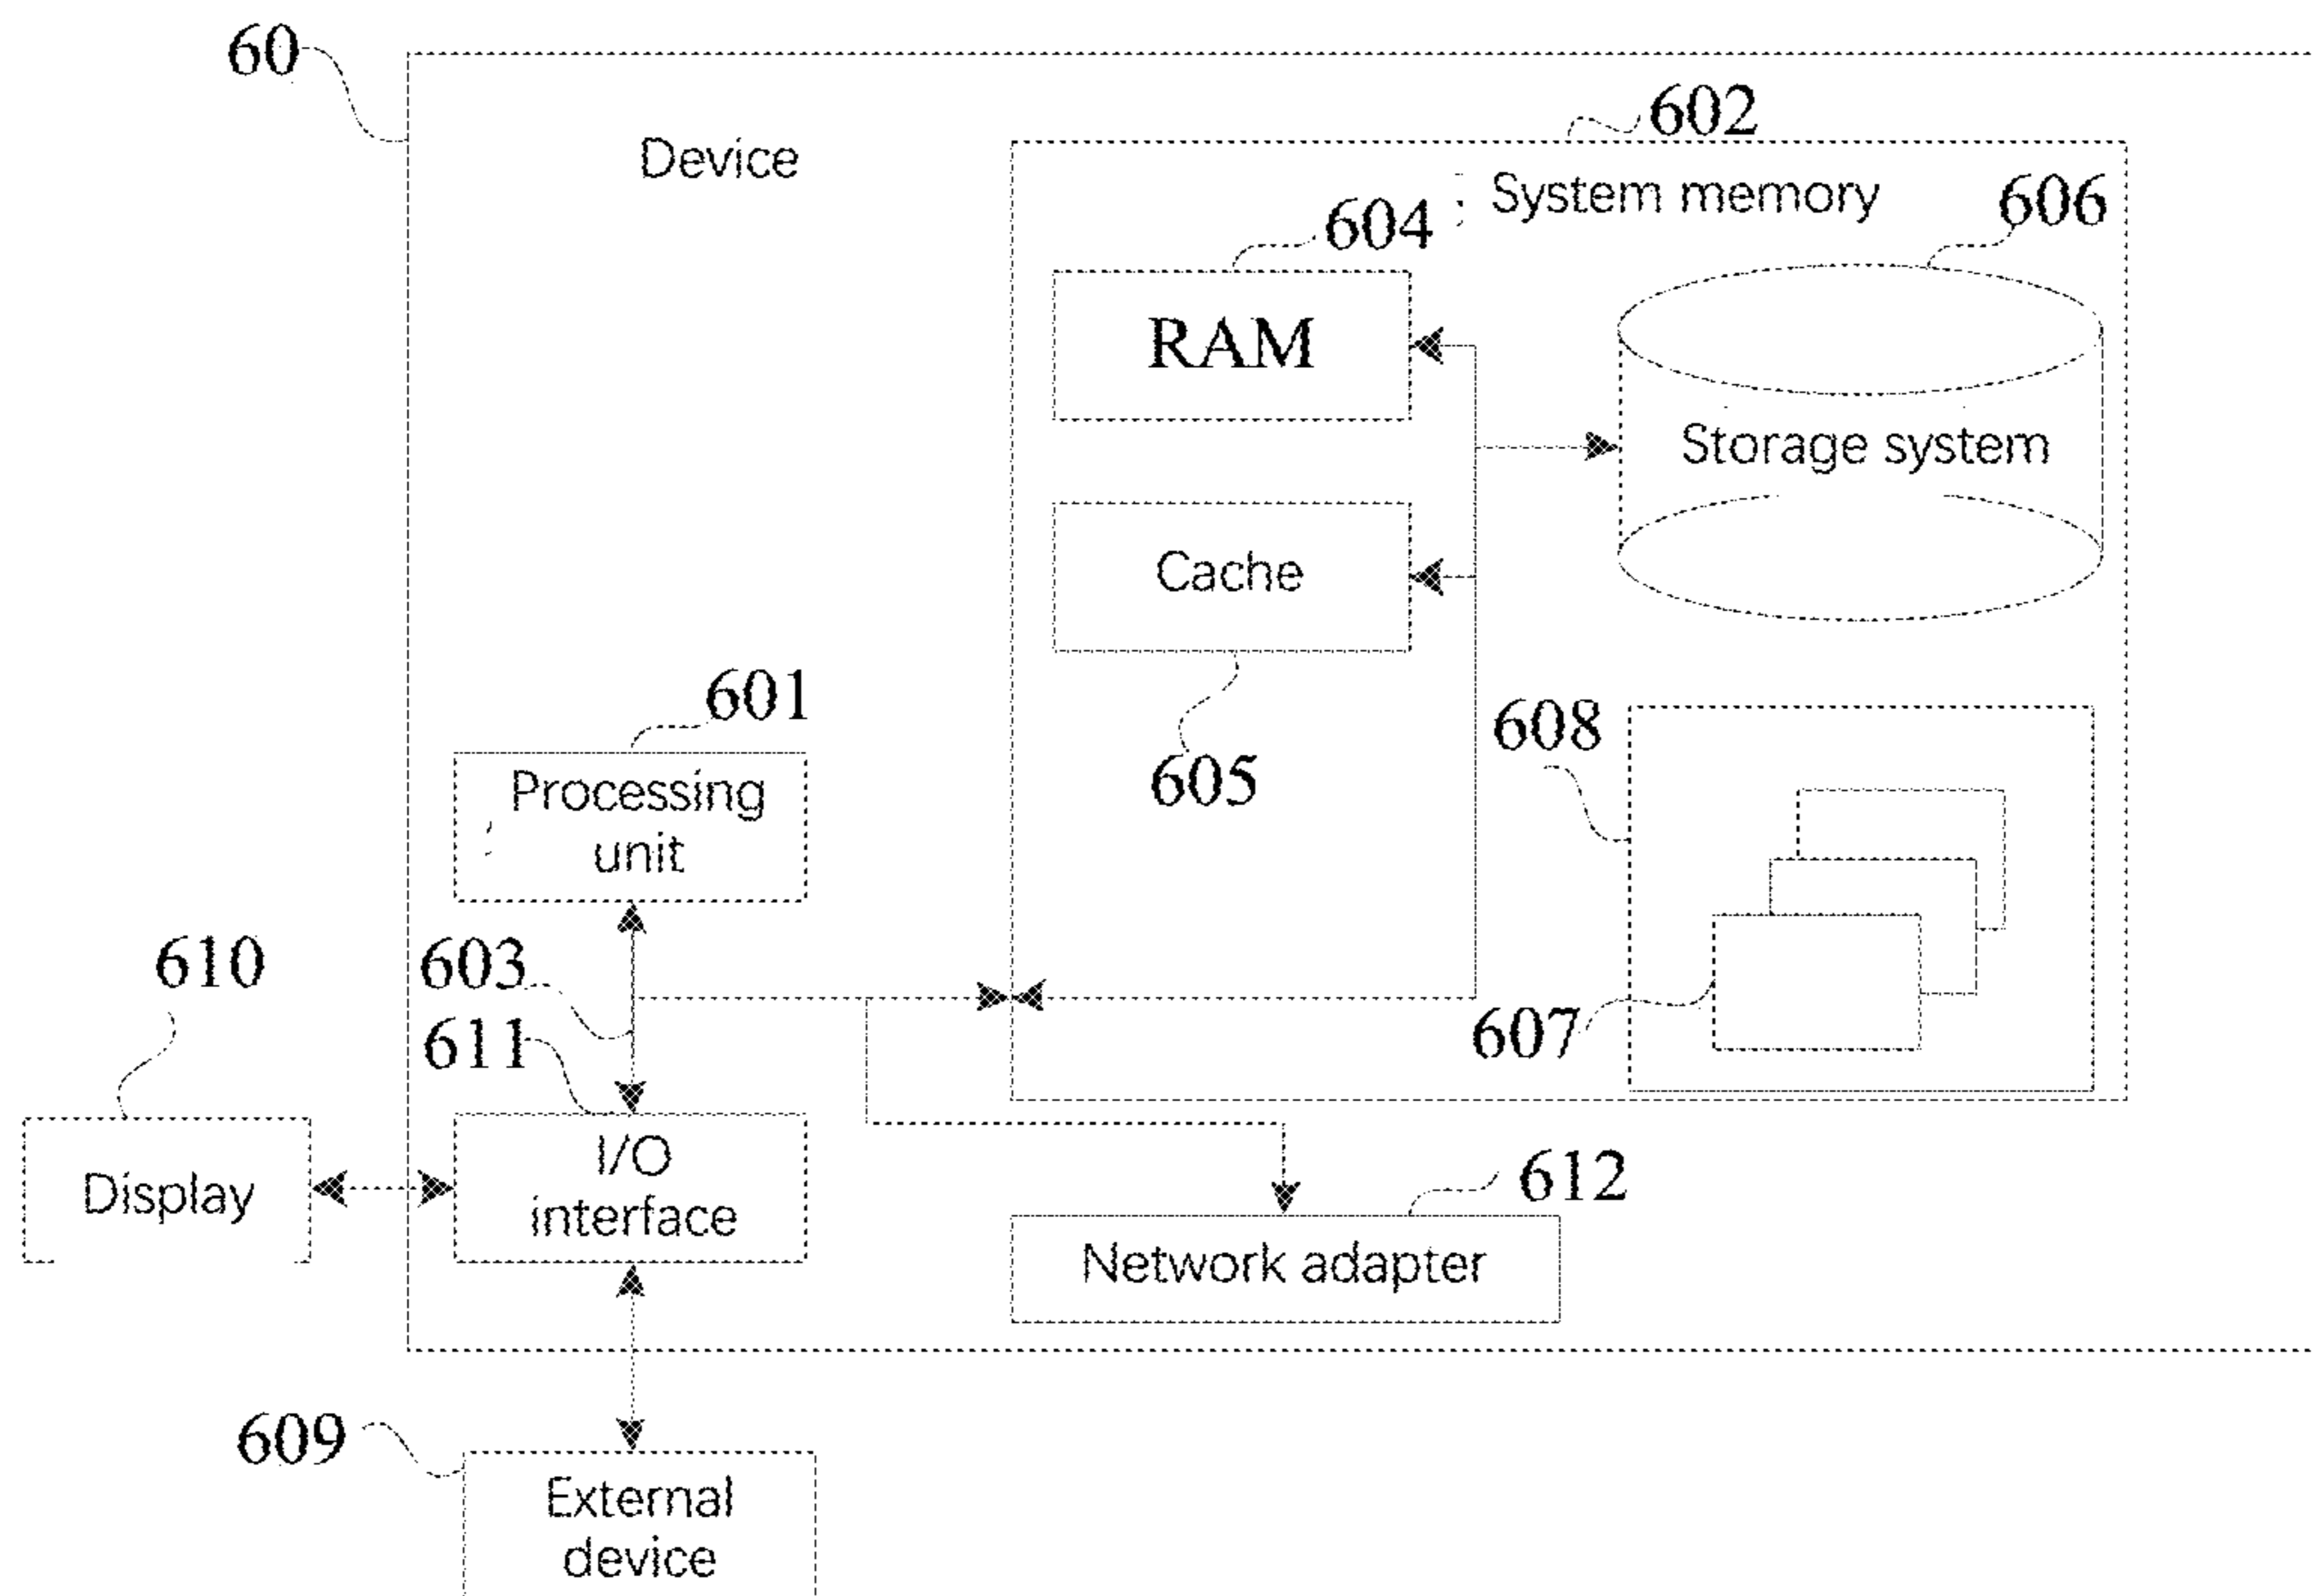 60
602
Device
System memory
606
604
RAM
Storage system
Cache
601
608
605
Processing
unit
610
603
607
611
I/O
interface
Display
612
Network adapter
609
External
device